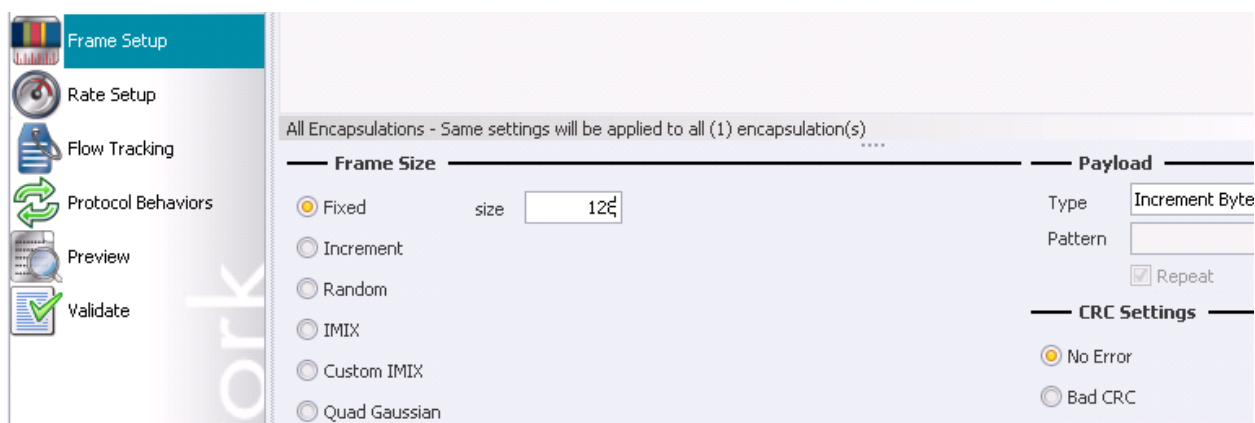 Frame Setup
Rate Setup
Flow Tracking
Protocol Behaviors
Preview
Validate
ork
All Encapsulations - Same settings will be applied to all (1) encapsulation(s)
Frame Size
Fixed size 128
Increment
Random
IMIX
Custom IMIX
Quad Gaussian
Payload
Type Increment Byte
Pattern
Repeat
CRC Settings
No Error
Bad CRC